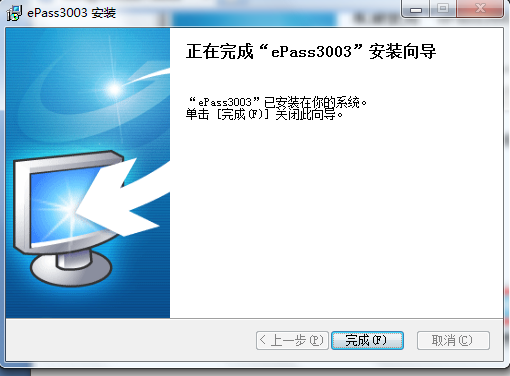 ePass3003 安装
正在完成“ePass3003”安装向导
“ePass3003”已安装在你的系统。
单击 [完成(F)] 关闭此向导。
< 上一步(P) 完成(F) 取消(C)